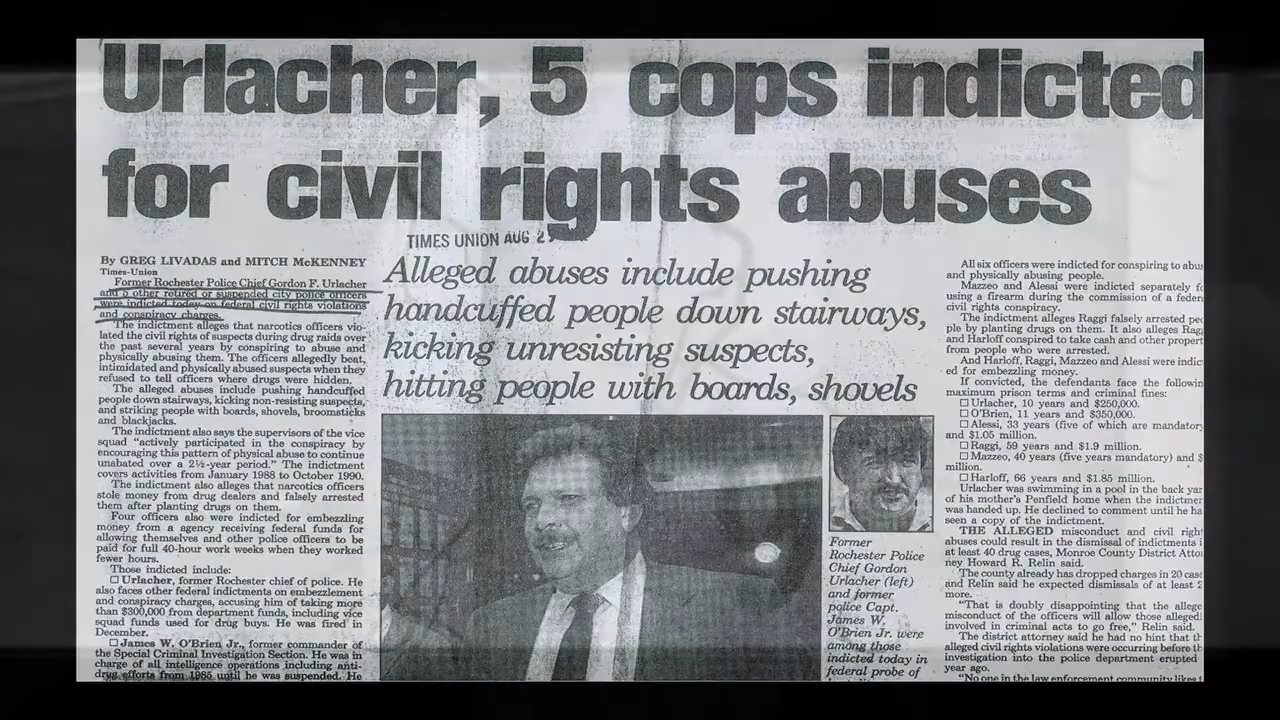 Urlacher, 5 cops indicted
for civil rights abuses
TIMES UNION AUG 2
By GREG LIVADAS and MITCH McKENNEY
Times-Union
Former Rochester Police Chief Gordon F. Urlacher
and 5 other retired or suspended city police officers
were indicted today on federal civil rights violations
and conspiracy charges.
The indictment alleges that narcotics officers vio-
lated the civil rights of suspects during drug raids over
the past several years by conspiring to abuse and
physically abusing them. The officers allegedly beat,
intimidated and physically abused suspects when they
refused to tell officers where drugs were hidden.
The alleged abuses include pushing handcuffed
people down stairways, kicking non-resisting suspects,
and striking people with boards, shovels, broomsticks
and blackjacks.
The indictment also says the supervisors of the vice
squad “actively participated in the conspiracy by
encouraging this pattern of physical abuse to continue
unabated over a 2½-year period.” The indictment
covers activities from January 1988 to October 1990.
The indictment also alleges that narcotics officers
stole money from drug dealers and falsely arrested
them after planting drugs on them.
Four officers also were indicted for embezzling
money from a agency receiving federal funds for
allowing themselves and other police officers to be
paid for full 40-hour work weeks when they worked
fewer hours.
Those indicted include:
☐ Urlacher, former Rochester chief of police. He
also faces other federal indictments on embezzlement
and conspiracy charges, accusing him of taking more
than $300,000 from department funds, including vice
squad funds used for drug buys. He was fired in
December.
☐ James W. O'Brien Jr., former commander of
the Special Criminal Investigation Section. He was in
charge of all intelligence operations including anti-
drug efforts from 1985 until he was suspended. He
Alleged abuses include pushing
handcuffed people down stairways,
kicking unresisting suspects,
hitting people with boards, shovels
Former
Rochester Police
Chief Gordon
Urlacher (left)
and former
police Capt.
James W.
O'Brien Jr. were
among those
indicted today in
federal probe of
All six officers were indicted for conspiring to abu
and physically abusing people.
Mazzeo and Alessi were indicted separately fo
using a firearm during the commission of a feder
civil rights conspiracy.
The indictment alleges Raggi falsely arrested peo
ple by planting drugs on them. It also alleges Rag
and Harloff conspired to take cash and other propert
from people who were arrested.
And Harloff, Raggi, Mazzeo and Alessi were indic
ed for embezzling money.
If convicted, the defendants face the followin
maximum prison terms and criminal fines:
☐ Urlacher, 10 years and $250,000.
☐ O'Brien, 11 years and $350,000.
☐ Alessi, 33 years (five of which are mandatory
and $1.05 million.
☐ Raggi, 59 years and $1.9 million.
☐ Mazzeo, 40 years (five years mandatory) and $
million.
☐ Harloff, 66 years and $1.85 million.
Urlacher was swimming in a pool in the back yar
of his mother's Penfield home when the indictmen
was handed up. He declined to comment until he ha
seen a copy of the indictment.
THE ALLEGED misconduct and civil right
abuses could result in the dismissal of indictments i
at least 40 drug cases, Monroe County District Atto
ney Howard R. Relin said.
The county already has dropped charges in 20 case
and Relin said he expected dismissals of at least 2
more.
“That is doubly disappointing that the allege
misconduct of the officers will allow those alleged
involved in criminal acts to go free,” Relin said.
The district attorney said he had no hint that th
alleged civil rights violations were occurring before th
investigation into the police department erupted
year ago.
“No one in the law enforcement community likes t